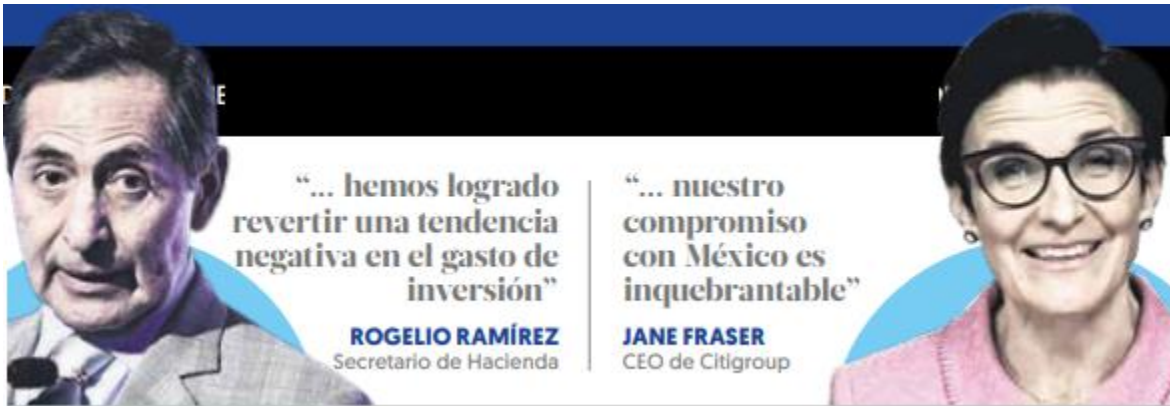 “... hemos logrado
revertir una tendencia
negativa en el gasto de
inversión”
ROGELIO RAMÍREZ
Secretario de Hacienda
“... nuestro
compromiso
con México es
inquebrantable”
JANE FRASER
CEO de Citigroup